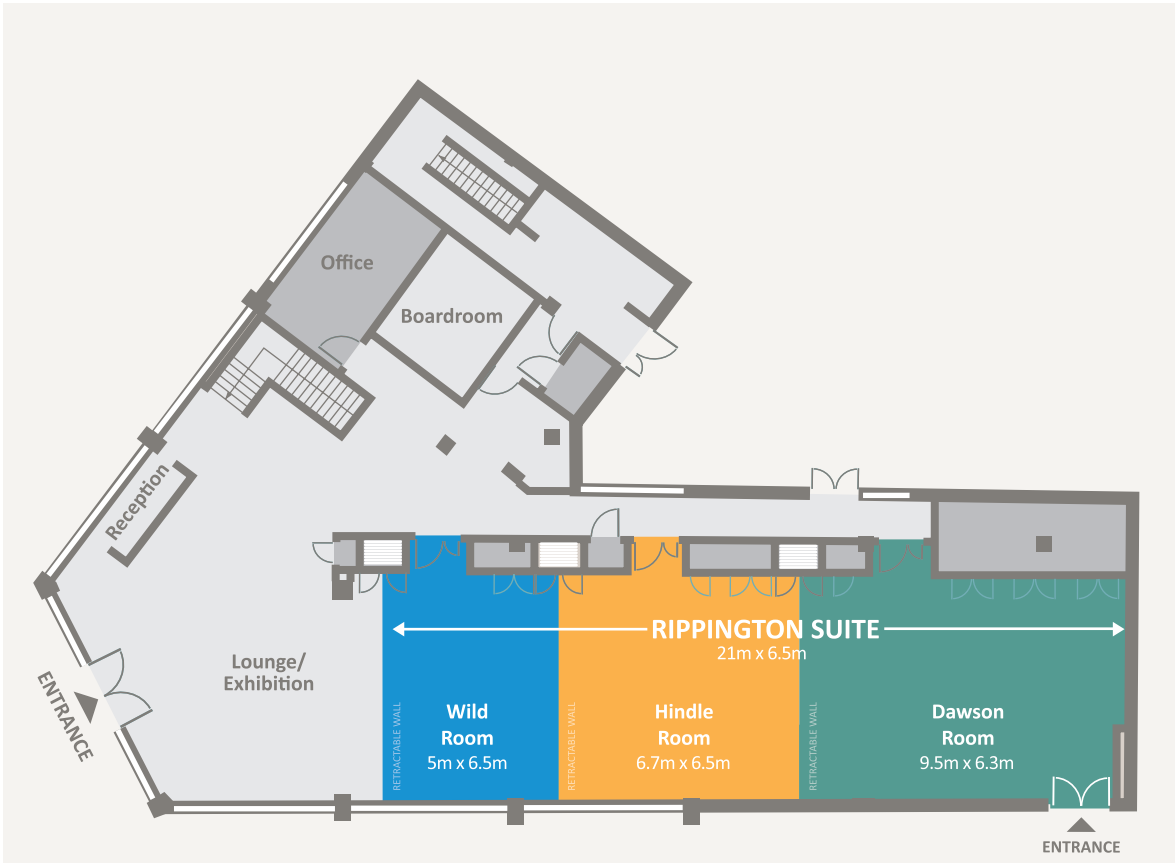 Office
Boardroom
Reception
RIPPINGTON SUITE
21m x 6.5m
Lounge/
Exhibition
ENTRANCE
RETRACTABLE WALL
Wild
Room
5m x 6.5m
RETRACTABLE WALL
Hindle
Room
6.7m x 6.5m
RETRACTABLE WALL
Dawson
Room
9.5m x 6.3m
ENTRANCE